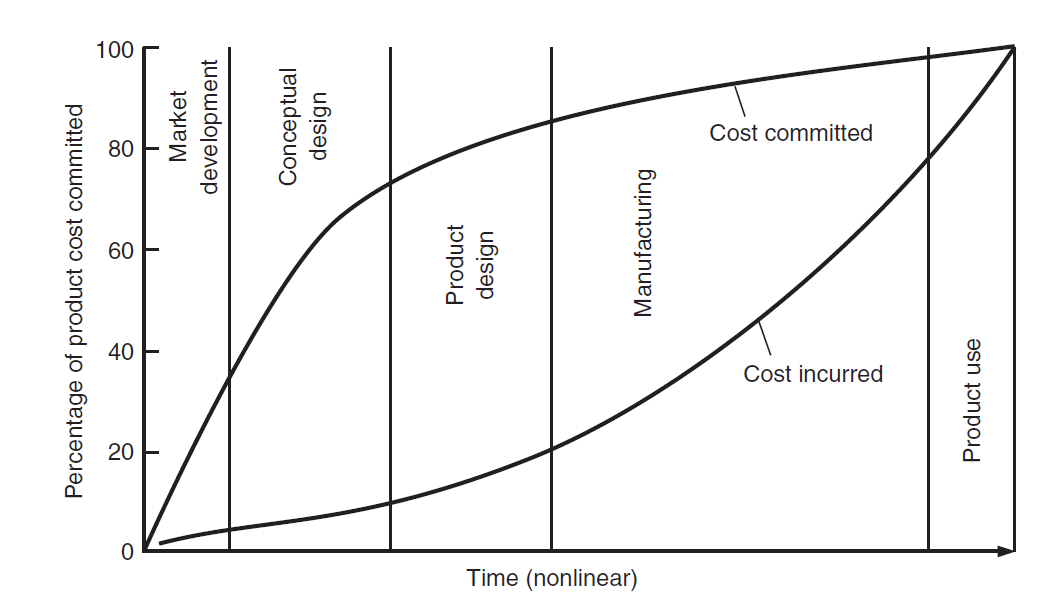 Percentage of product cost committed
100
80
60
40
20
0
Market
development
Conceptual
design
Product
design
Manufacturing
Product use
Cost committed
Cost incurred
Time (nonlinear)